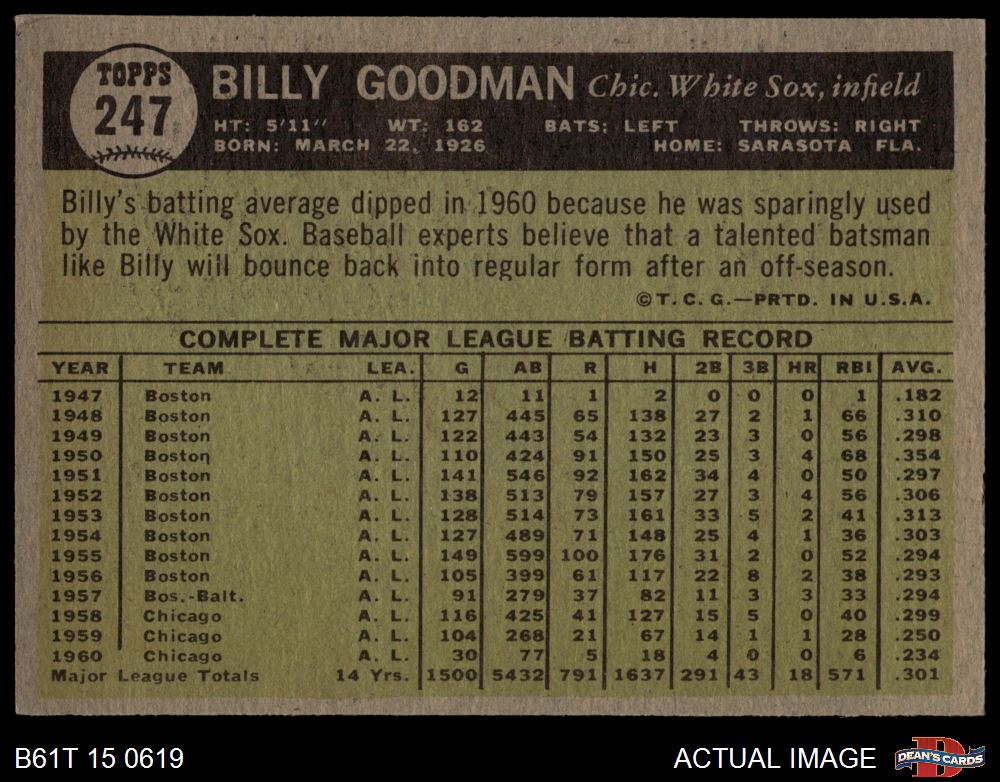 TOPPS
247
BILLY GOODMAN Chic. White Sox, infield
HT: 5'11" WT: 162 BATS: LEFT THROWS: RIGHT
BORN: MARCH 22, 1926 HOME: SARASOTA FLA.
Billy's batting average dipped in 1960 because he was sparingly used
by the White Sox. Baseball experts believe that a talented batsman
like Billy will bounce back into regular form after an off-season.
©T. C. G.—PRTD. IN U.S.A.
COMPLETE MAJOR LEAGUE BATTING RECORD
YEAR TEAM LEA. G AB R H 2B 3B HR RBI AVG.
1947 Boston A. L. 12 11 1 2 0 0 0 1 .182
1948 Boston A. L. 127 445 65 138 27 2 1 66 .310
1949 Boston A. L. 122 443 54 132 23 3 0 56 .298
1950 Boston A. L. 110 424 91 150 25 3 4 68 .354
1951 Boston A. L. 141 546 92 162 34 4 0 50 .297
1952 Boston A. L. 138 513 79 157 27 3 4 56 .306
1953 Boston A. L. 128 514 73 161 33 5 2 41 .313
1954 Boston A. L. 127 489 71 148 25 4 1 36 .303
1955 Boston A. L. 149 599 100 176 31 2 0 52 .294
1956 Boston A. L. 105 399 61 117 22 8 2 38 .293
1957 Bos.-Balt. A. L. 91 279 37 82 11 3 3 33 .294
1958 Chicago A. L. 116 425 41 127 15 5 0 40 .299
1959 Chicago A. L. 104 268 21 67 14 1 1 28 .250
1960 Chicago A. L. 30 77 5 18 4 0 0 6 .234
Major League Totals 14 Yrs. 1500 5432 791 1637 291 43 18 571 .301
B61T 15 0619 ACTUAL IMAGE DEAN'S CARDS